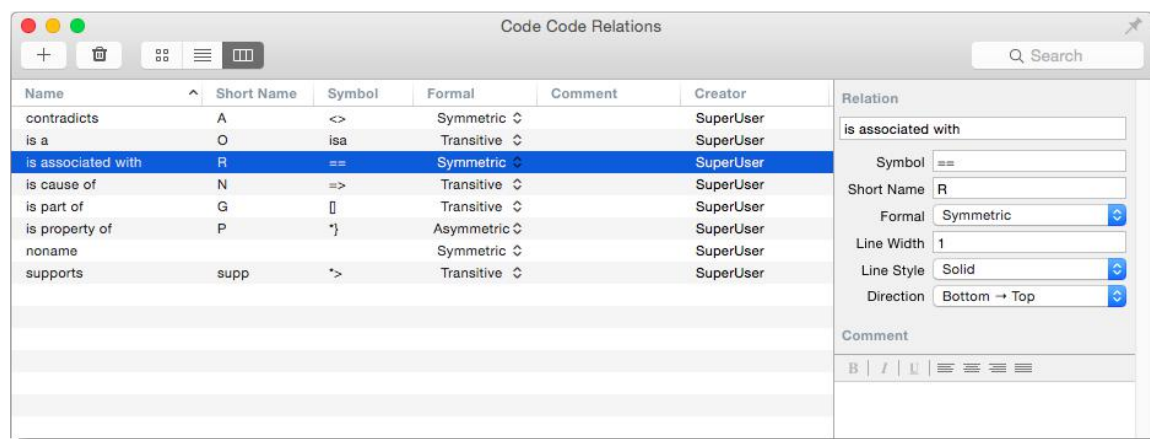 Code Code Relations
Search
Name Short Name Symbol Formal Comment Creator
contradicts A <> Symmetric SuperUser
is a O isa Transitive SuperUser
is associated with R == Symmetric SuperUser
is cause of N => Transitive SuperUser
is part of G [] Transitive SuperUser
is property of P *} Asymmetric SuperUser
noname Symmetric SuperUser
supports supp *> Transitive SuperUser
Relation
is associated with
Symbol ==
Short Name R
Formal Symmetric
Line Width 1
Line Style Solid
Direction Bottom → Top
Comment
B I U